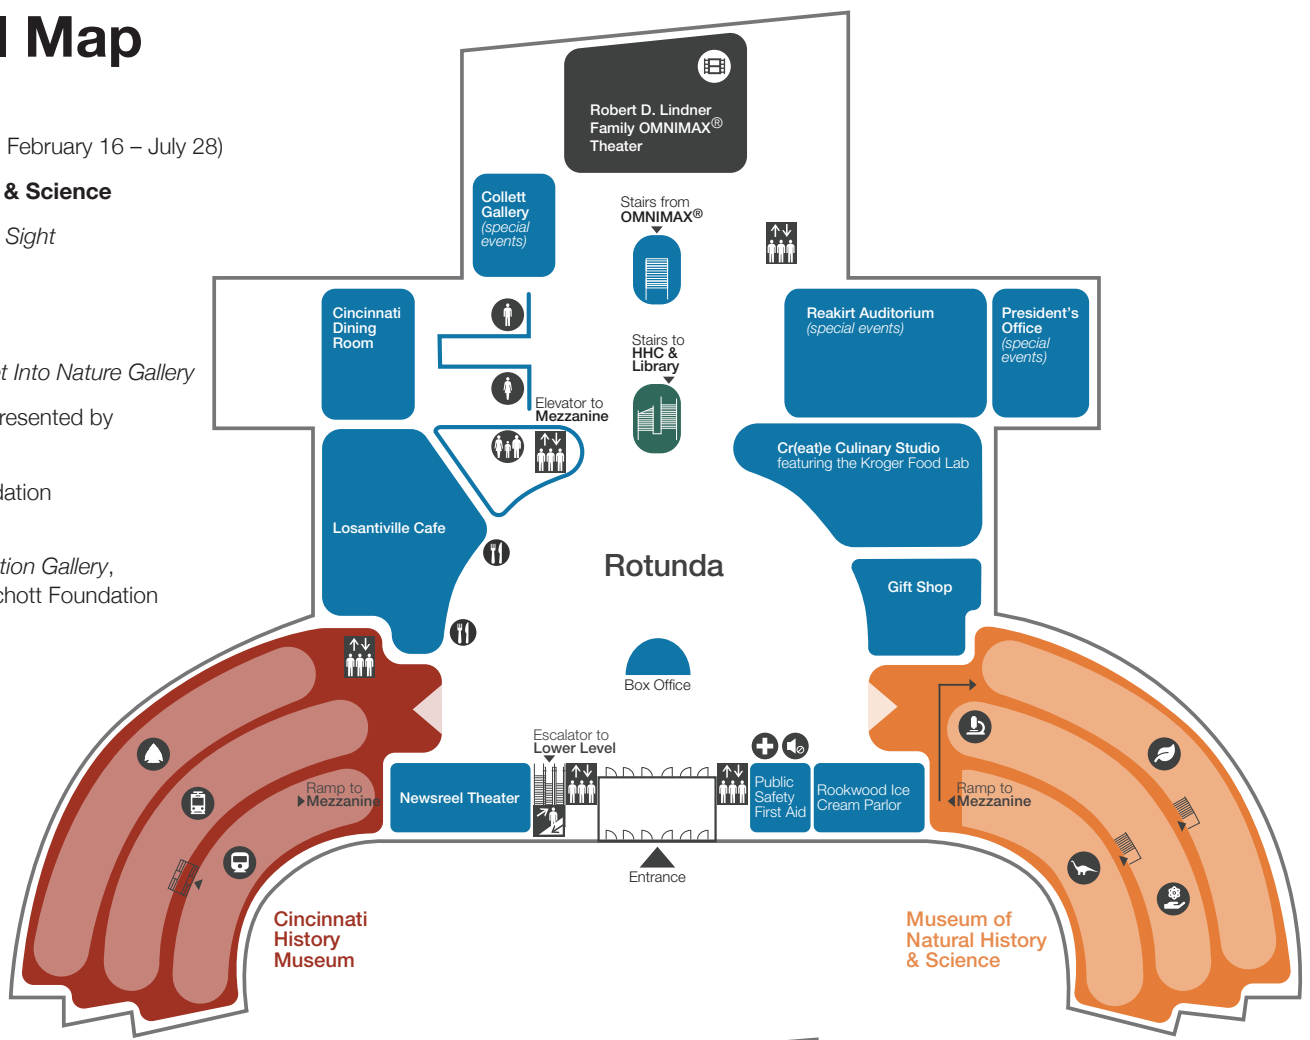 Map
February 16 – July 28)
& Science
Sight
Into Nature Gallery
resented by
dation
tion Gallery,
chott Foundation
Robert D. Lindner
Family OMNIMAX®
Theater
Collett
Gallery
(special
events)
Stairs from
OMNIMAX®
Cincinnati
Dining
Room
Stairs to
HHC &
Library
Reakirt Auditorium
(special events)
President's
Office
(special
events)
Elevator to
Mezzanine
Cr(eat)e Culinary Studio
featuring the Kroger Food Lab
Losantiville Cafe
Rotunda
Gift Shop
Box Office
Escalator to
Lower Level
Ramp to
Mezzanine
Newsreel Theater
Public
Safety
First Aid
Rookwood Ice
Cream Parlor
Ramp to
Mezzanine
Entrance
Cincinnati
History
Museum
Museum of
Natural History
& Science